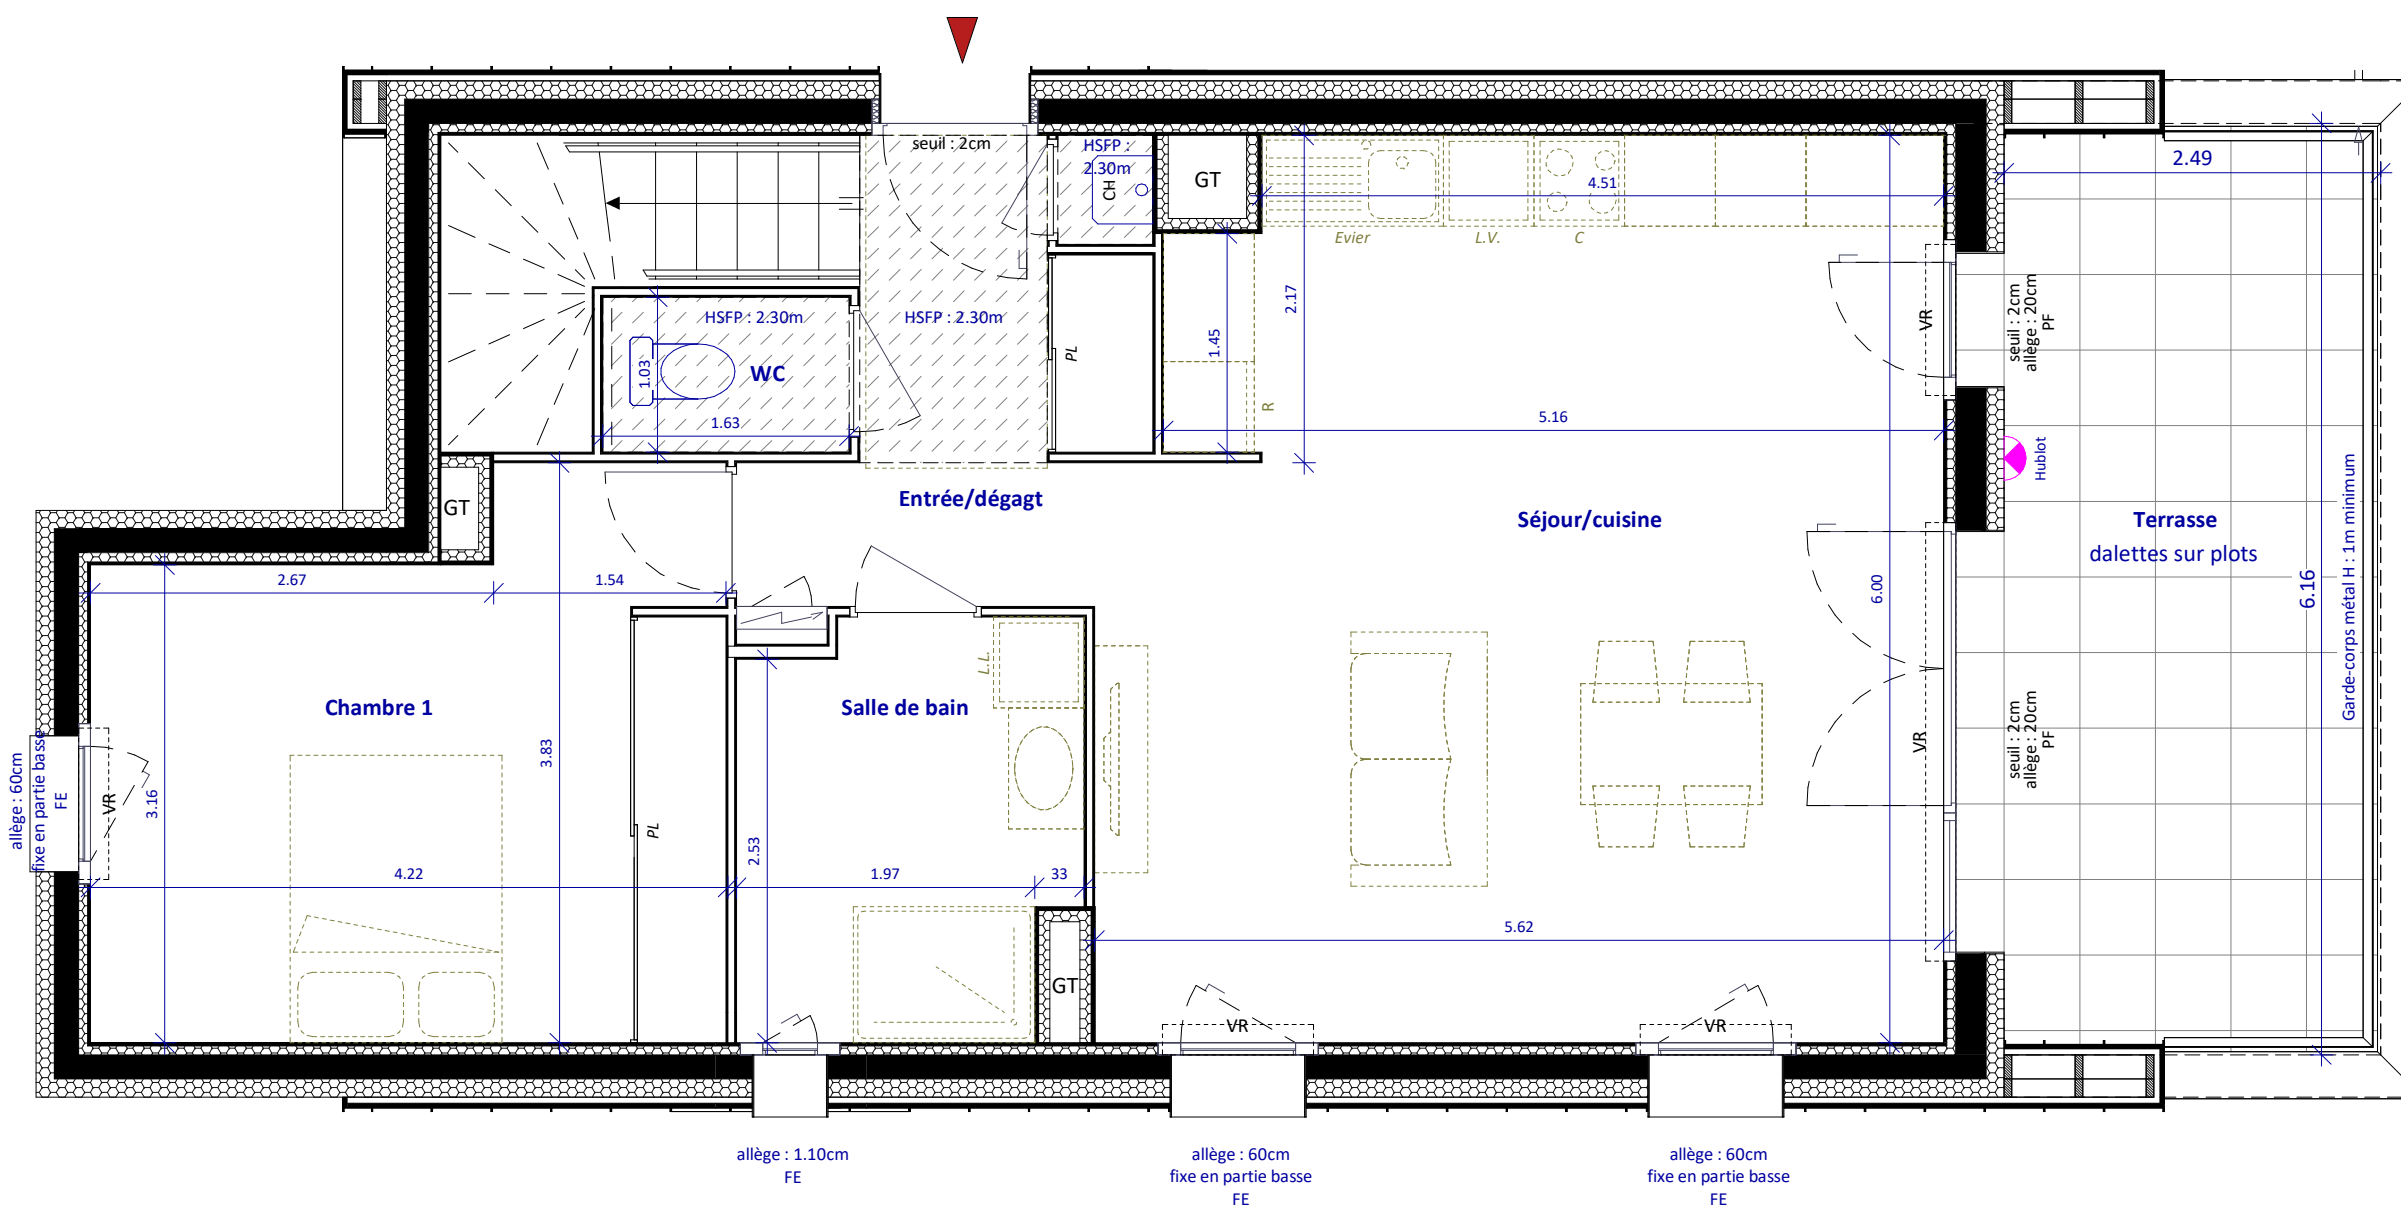 seuil : 2cm
HSFP :
2.30m
CH
GT
4.51
2.49
Evier
L.V.
C
HSFP : 2.30m
HSFP : 2.30m
WC
1.03
1.63
PL
1.45
2.17
R
5.16
VR
seuil : 2cm
allège : 20cm
PF
Hublot
GT
Entrée/dégagt
Séjour/cuisine
Terrasse
dalettes sur plots
6.16
Garde-corps métal H : 1m minimum
2.67
1.54
6.00
L.L.
Chambre 1
Salle de bain
3.83
3.16
allège : 60cm
fixe en partie basse
FE
VR
PL
2.53
VR
seuil : 2cm
allège : 20cm
PF
4.22
1.97
33
5.62
GT
VR
VR
allège : 1.10cm
FE
allège : 60cm
fixe en partie basse
FE
allège : 60cm
fixe en partie basse
FE